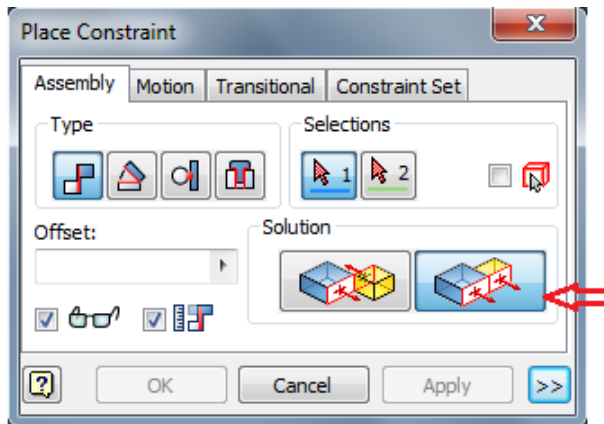 Place Constraint
Assembly Motion Transitional Constraint Set
Type
Selections
1 2
Offset:
Solution
OK Cancel Apply >>